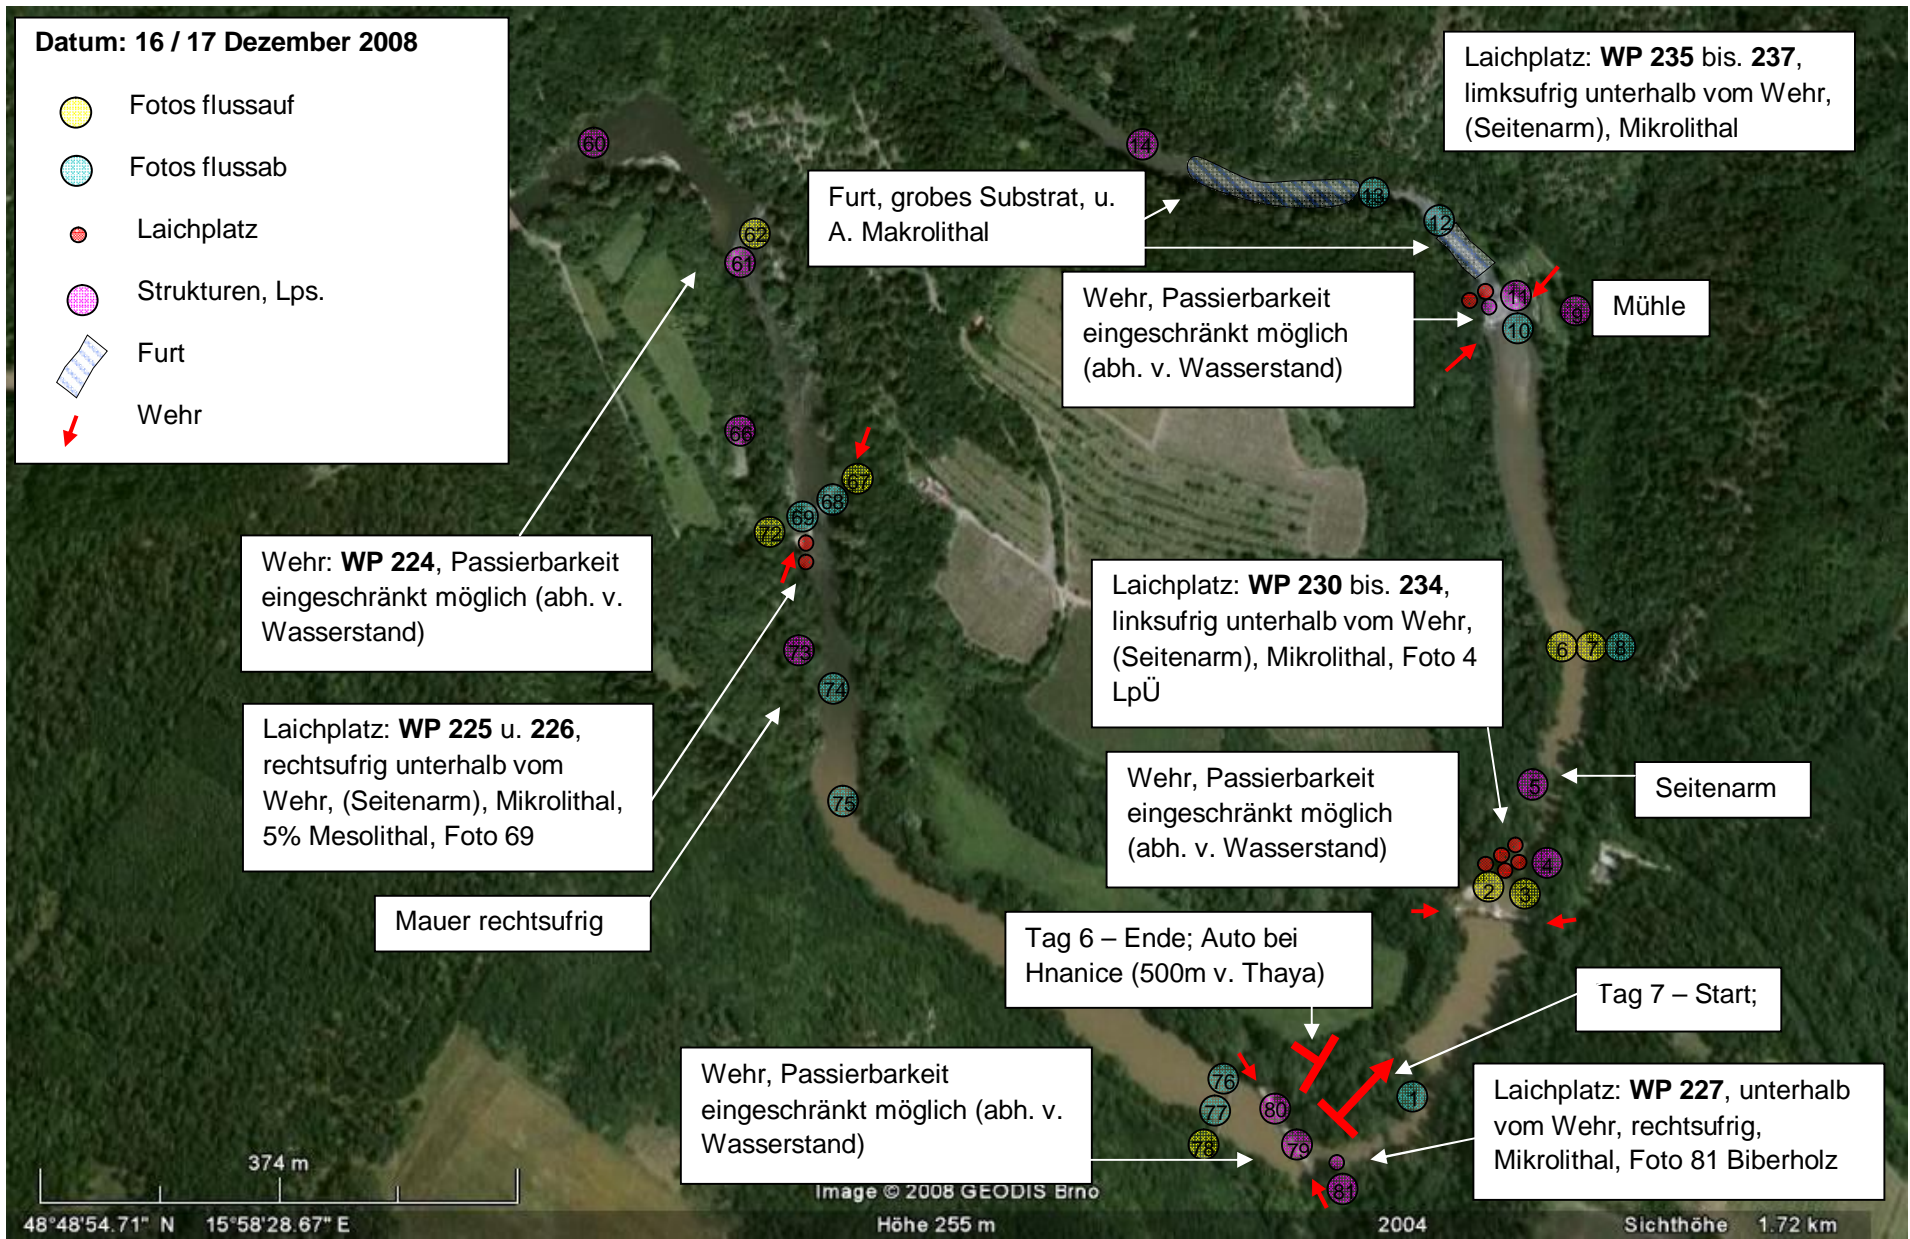 Datum: 16 / 17 Dezember 2008
Fotos flussauf
Fotos flussab
Laichplatz
Strukturen, Lps.
Furt
Wehr
Laichplatz: WP 235 bis. 237,
limksufrig unterhalb vom Wehr,
(Seitenarm), Mikrolithal
Furt, grobes Substrat, u.
A. Makrolithal
Wehr, Passierbarkeit
eingeschränkt möglich
(abh. v. Wasserstand)
Mühle
Wehr: WP 224, Passierbarkeit
eingeschränkt möglich (abh. v.
Wasserstand)
Laichplatz: WP 230 bis. 234,
linksufrig unterhalb vom Wehr,
(Seitenarm), Mikrolithal, Foto 4
LpÜ
Laichplatz: WP 225 u. 226,
rechtsufrig unterhalb vom
Wehr, (Seitenarm), Mikrolithal,
5% Mesolithal, Foto 69
Wehr, Passierbarkeit
eingeschränkt möglich
(abh. v. Wasserstand)
Seitenarm
Mauer rechtsufrig
Tag 6 – Ende; Auto bei
Hnanice (500m v. Thaya)
Tag 7 – Start;
Wehr, Passierbarkeit
eingeschränkt möglich (abh. v.
Wasserstand)
Laichplatz: WP 227, unterhalb
vom Wehr, rechtsufrig,
Mikrolithal, Foto 81 Biberholz
60
62
61
66
67
68
69
72
73
74
75
76
77
78
80
79
81
1
2
3
4
5
6
7
8
9
10
11
12
13
14
374 m
Image © 2008 GEODIS Brno
48°48'54.71" N 15°58'28.67" E
Höhe 255 m
2004
Sichthöhe 1.72 km